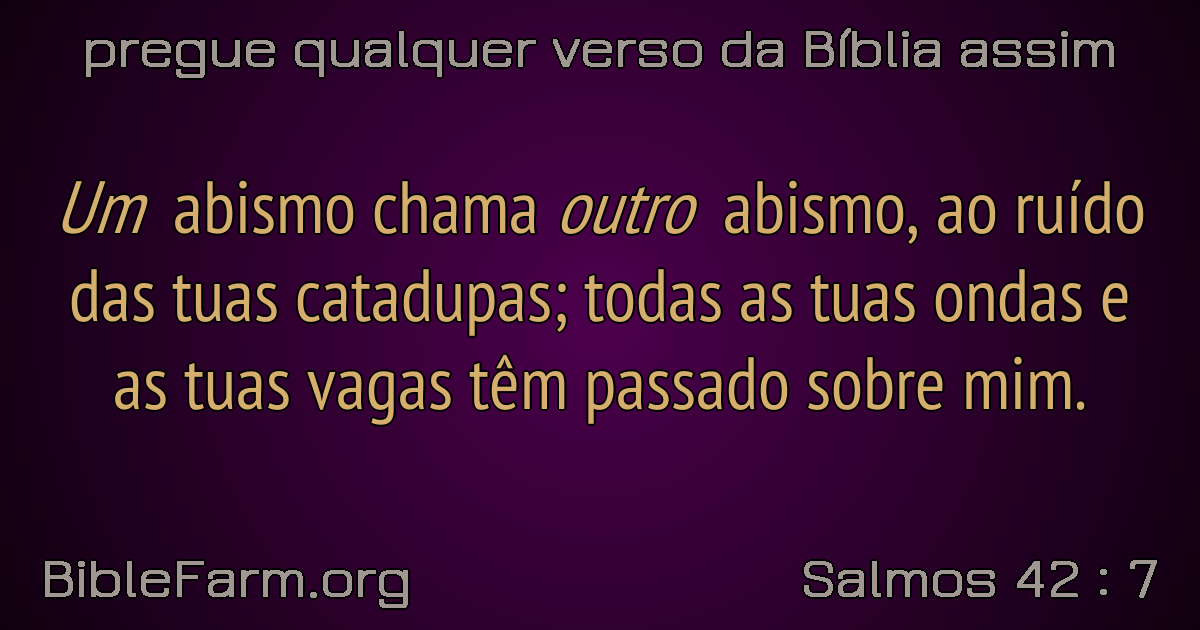 pregue qualquer verso da Bíblia assim
Um abismo chama outro abismo, ao ruído
das tuas catadupas; todas as tuas ondas e
as tuas vagas têm passado sobre mim.
BibleFarm.org
Salmos 42 : 7